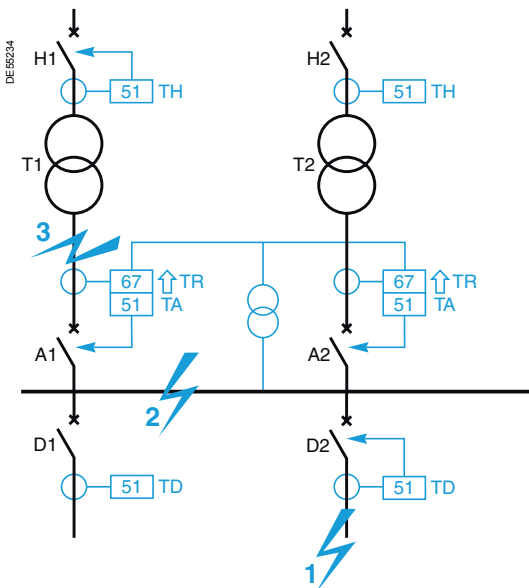 DE55234
H1
51 TH
H2
51 TH
T1
T2
3
67 TR
51 TA
67 TR
51 TA
A1
A2
2
D1
D2
51 TD
51 TD
1